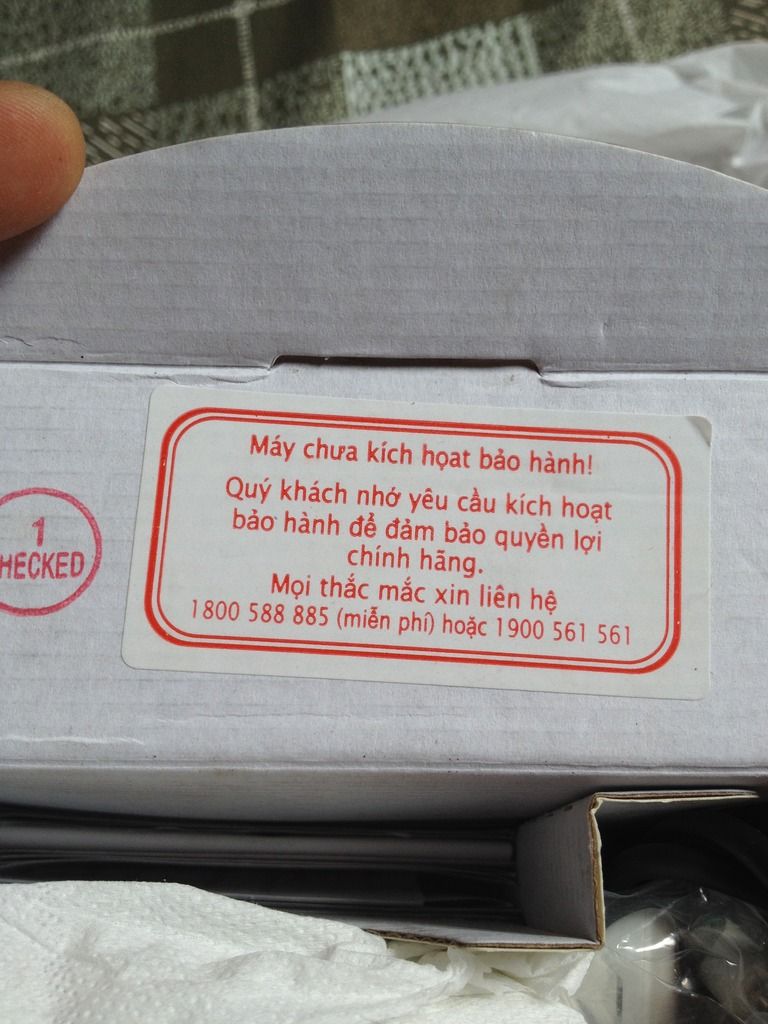 Máy chưa kích họat bảo hành!
Quý khách nhớ yêu cầu kích hoạt
bảo hành để đảm bảo quyền lợi
chính hãng.
Mọi thắc mắc xin liên hệ
1800 588 885 (miễn phí) hoặc 1900 561 561
1
HECKED